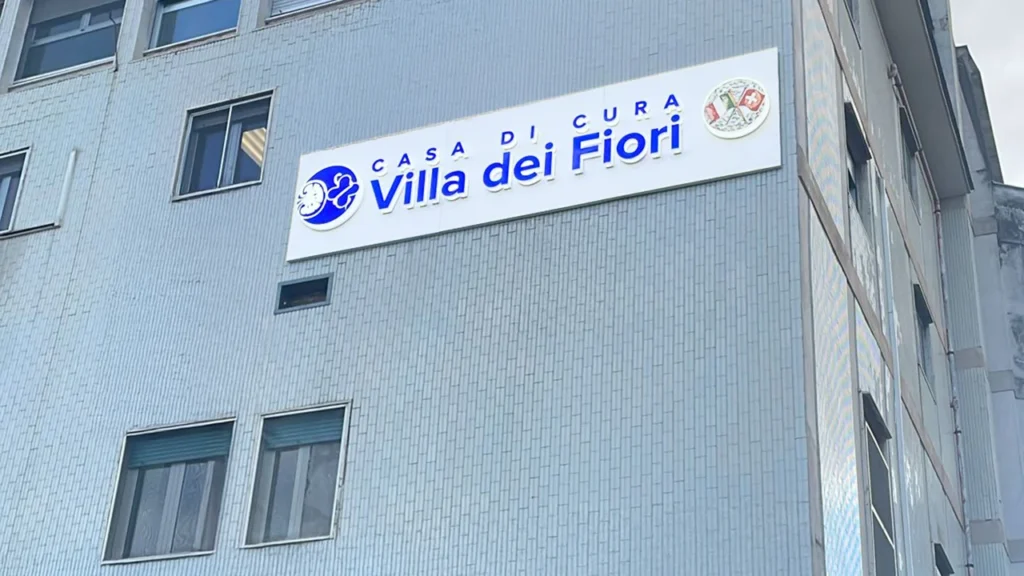 CASA DI CURA
Villa dei Fiori